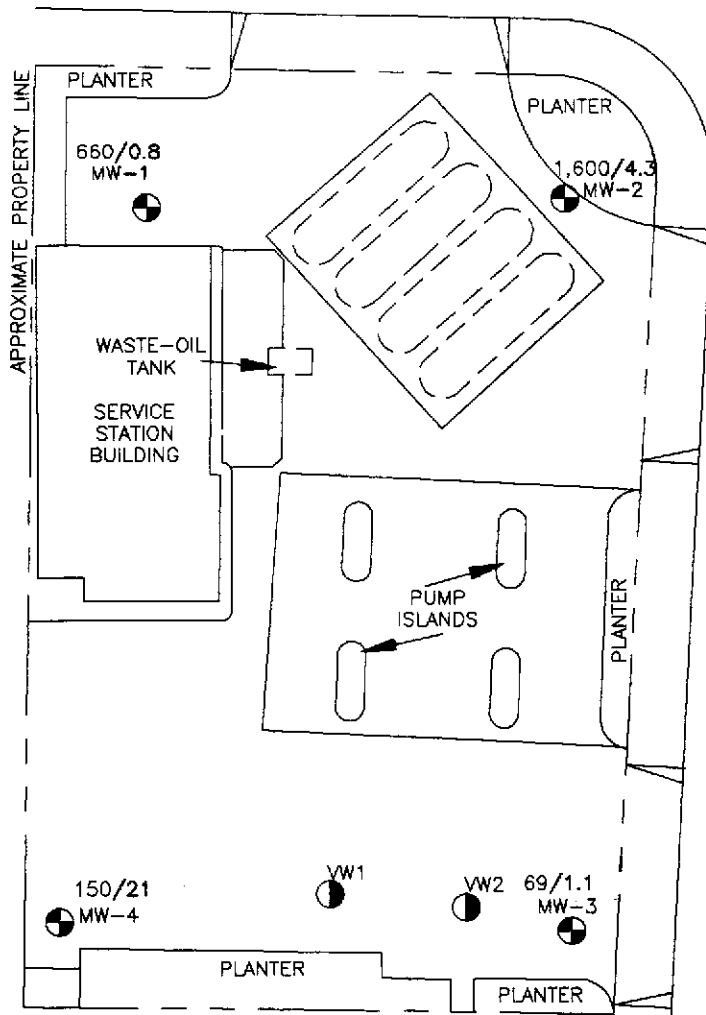 PLANTER
PLANTER
APPROXIMATE PROPERTY LINE
660/0.8
MW-1
1,600/4.3
MW-2
WASTE-OIL
TANK
SERVICE
STATION
BUILDING
PUMP
ISLANDS
PLANTER
150/21
MW-4
VW1
VW2
69/1.1
MW-3
PLANTER
PLANTER